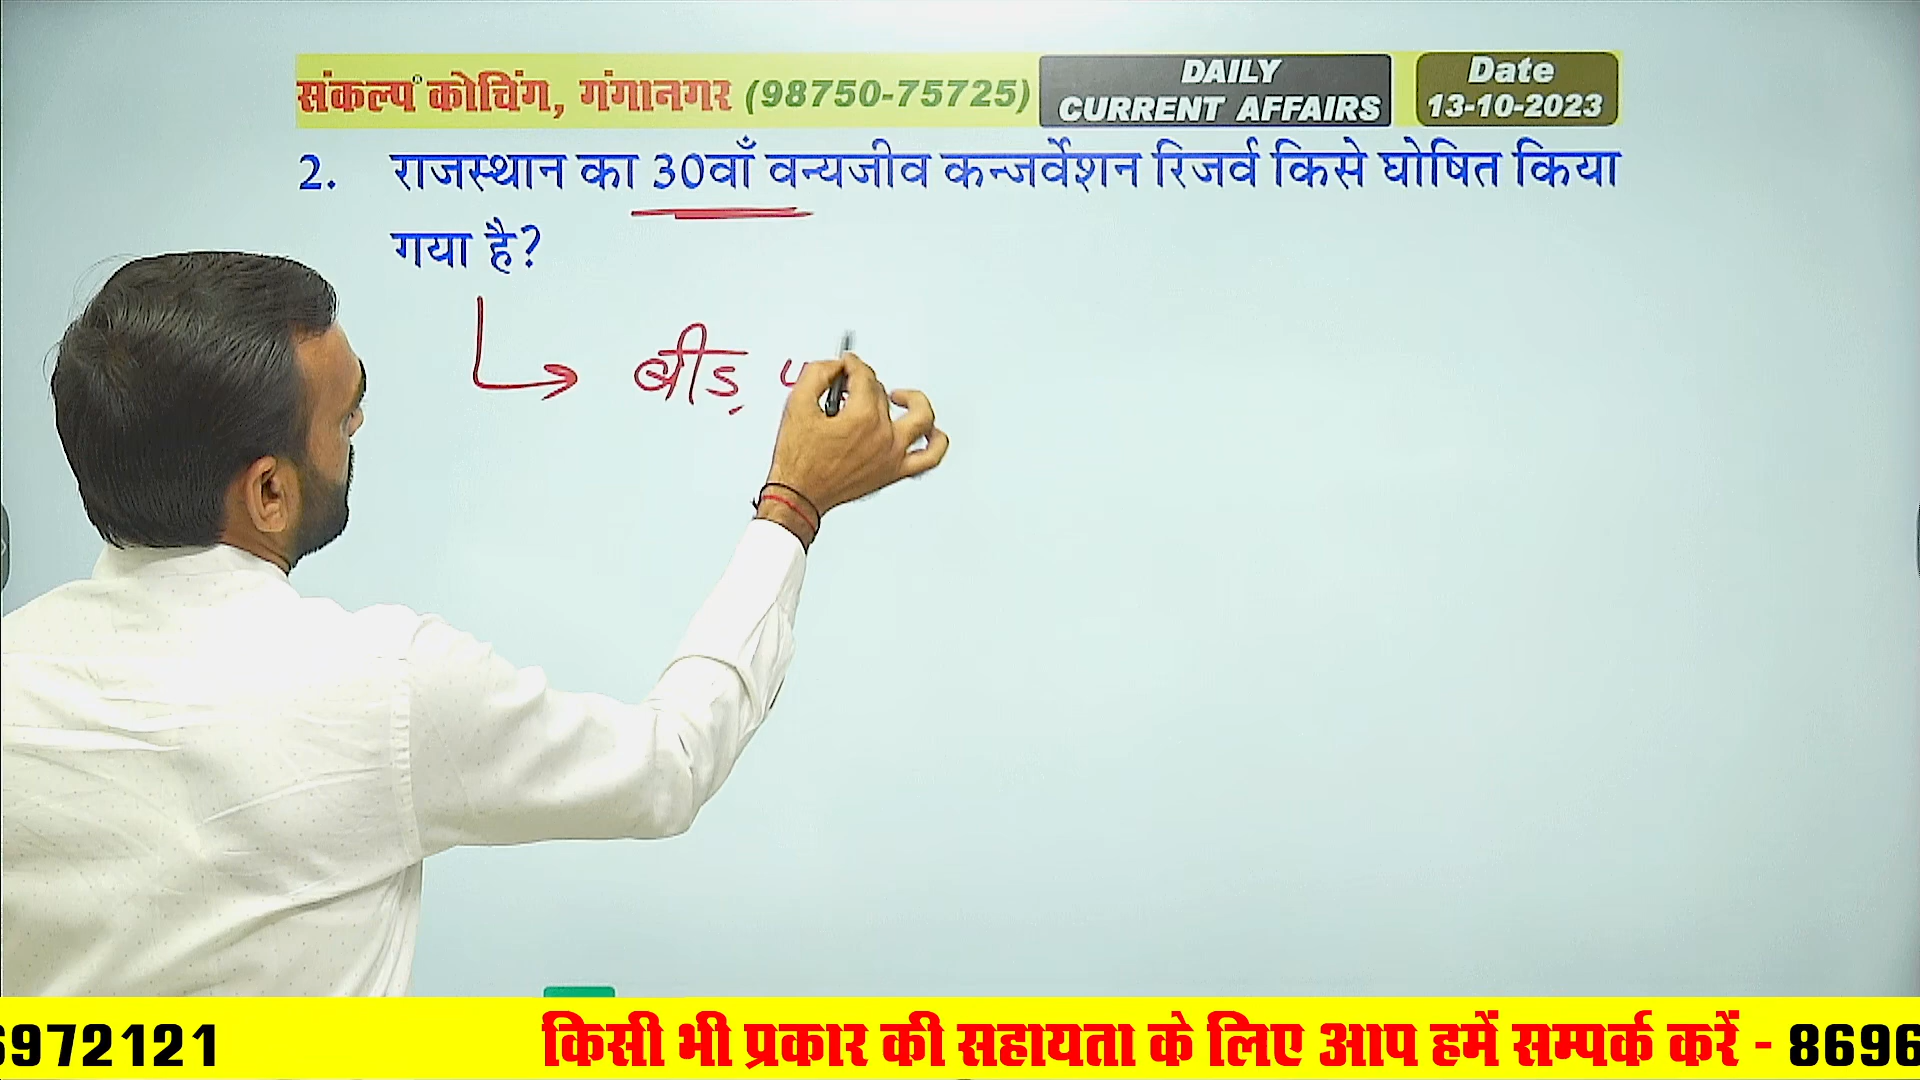 संकल्प® कोचिंग, गंगानगर (98750-75725)
DAILY
CURRENT AFFAIRS
Date
13-10-2023
2. राजस्थान का 30वाँ वन्यजीव कन्जर्वेशन रिजर्व किसे घोषित किया
गया है?
बीड़
6972121 किसी भी प्रकार की सहायता के लिए आप हमें सम्पर्क करें - 8696